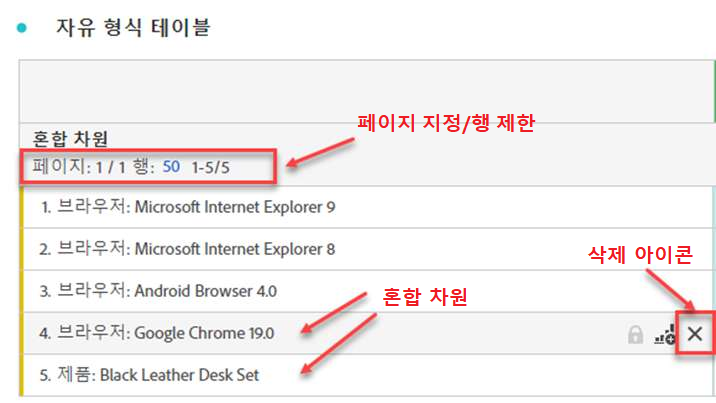 자유 형식 테이블
페이지 지정/행 제한
혼합 차원
페이지: 1 / 1 행: 50 1-5/5
1. 브라우저: Microsoft Internet Explorer 9
2. 브라우저: Microsoft Internet Explorer 8
삭제 아이콘
3. 브라우저: Android Browser 4.0
혼합 차원
4. 브라우저: Google Chrome 19.0
5. 제품: Black Leather Desk Set